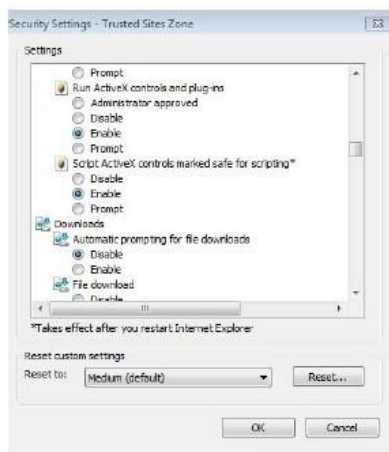 Security Settings - Trusted Sites Zone
Settings
Prompt
Run ActiveX controls and plug-ins
Administrator approved
Disable
Enable
Prompt
Script ActiveX controls marked safe for scripting*
Disable
Enable
Prompt
Downloads
Automatic prompting for file downloads
Disable
Enable
File download
Disable
*Takes effect after you restart Internet Explorer
Reset custom settings
Reset to:
Medium (default)
Reset...
OK
Cancel